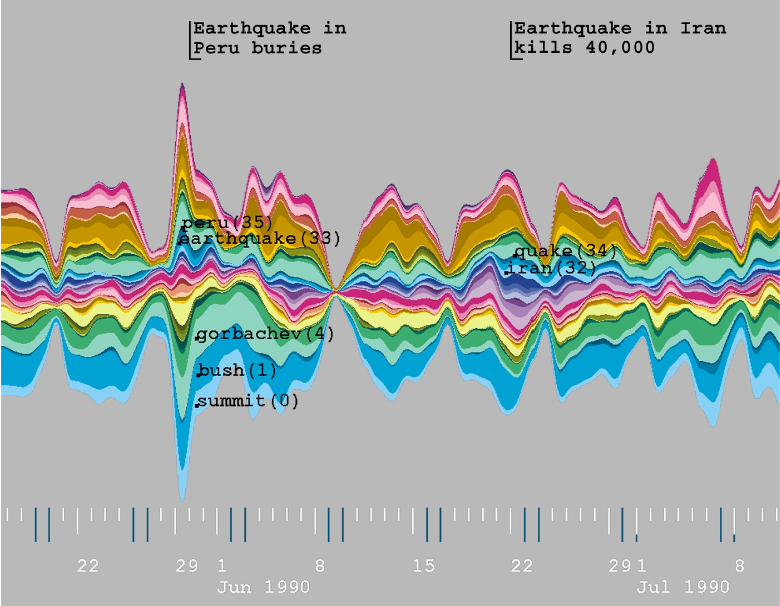 Earthquake in
Peru buries
Earthquake in Iran
kills 40,000
peru(35)
earthquake(33)
quake(34)
iran(32)
gorbachev(4)
bush(1)
summit(0)
22 29 1 8 15 22 29 1 8
Jun 1990 Jul 1990